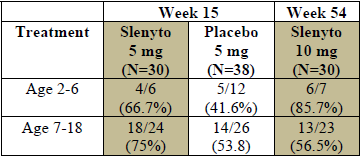 Week 15 Week 54
Treatment Slenyto 5 mg (N=30) Placebo 5 mg (N=38) Slenyto 10 mg (N=30)
Age 2-6 4/6 (66.7%) 5/12 (41.6%) 6/7 (85.7%)
Age 7-18 18/24 (75%) 14/26 (53.8) 13/23 (56.5%)